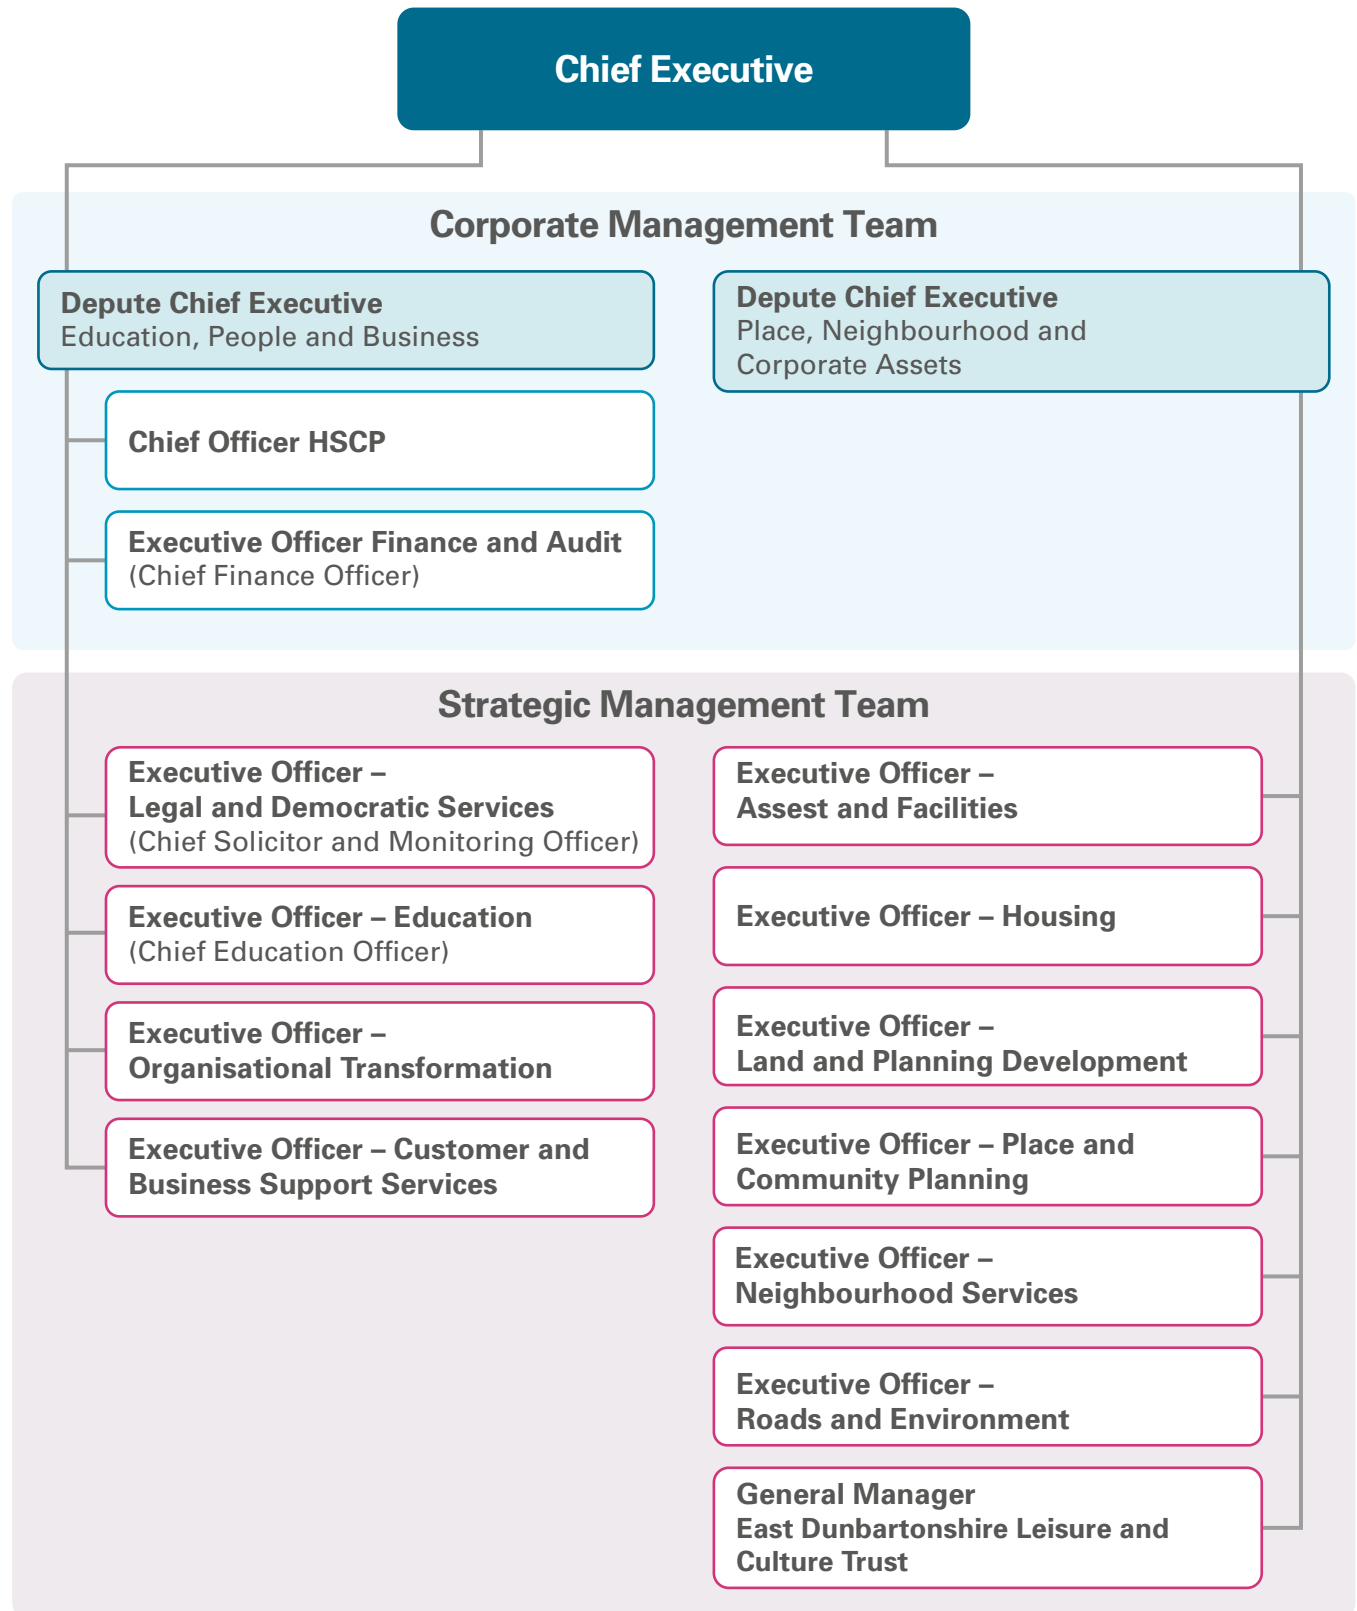 Chief Executive
Corporate Management Team
Depute Chief Executive
Education, People and Business
Chief Officer HSCP
Executive Officer Finance and Audit
(Chief Finance Officer)
Depute Chief Executive
Place, Neighbourhood and
Corporate Assets
Strategic Management Team
Executive Officer –
Legal and Democratic Services
(Chief Solicitor and Monitoring Officer)
Executive Officer – Education
(Chief Education Officer)
Executive Officer –
Organisational Transformation
Executive Officer – Customer and
Business Support Services
Executive Officer –
Assest and Facilities
Executive Officer – Housing
Executive Officer –
Land and Planning Development
Executive Officer – Place and
Community Planning
Executive Officer –
Neighbourhood Services
Executive Officer –
Roads and Environment
General Manager
East Dunbartonshire Leisure and
Culture Trust